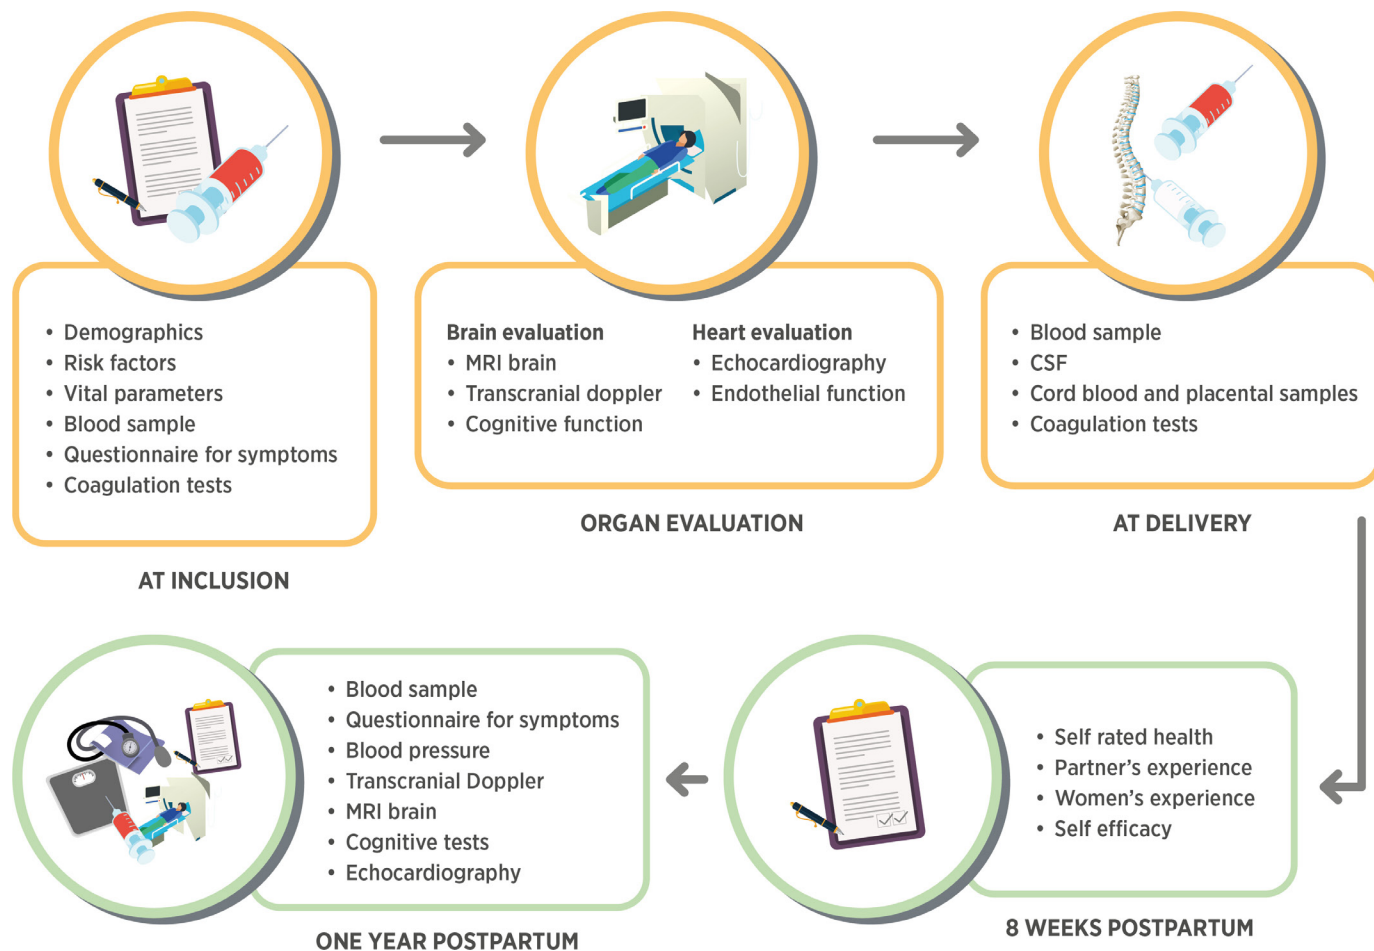 • Demographics
• Risk factors
• Vital parameters
• Blood sample
• Questionnaire for symptoms
• Coagulation tests
AT INCLUSION
Brain evaluation
• MRI brain
• Transcranial doppler
• Cognitive function
Heart evaluation
• Echocardiography
• Endothelial function
ORGAN EVALUATION
• Blood sample
• CSF
• Cord blood and placental samples
• Coagulation tests
AT DELIVERY
• Self rated health
• Partner's experience
• Women's experience
• Self efficacy
8 WEEKS POSTPARTUM
• Blood sample
• Questionnaire for symptoms
• Blood pressure
• Transcranial Doppler
• MRI brain
• Cognitive tests
• Echocardiography
ONE YEAR POSTPARTUM